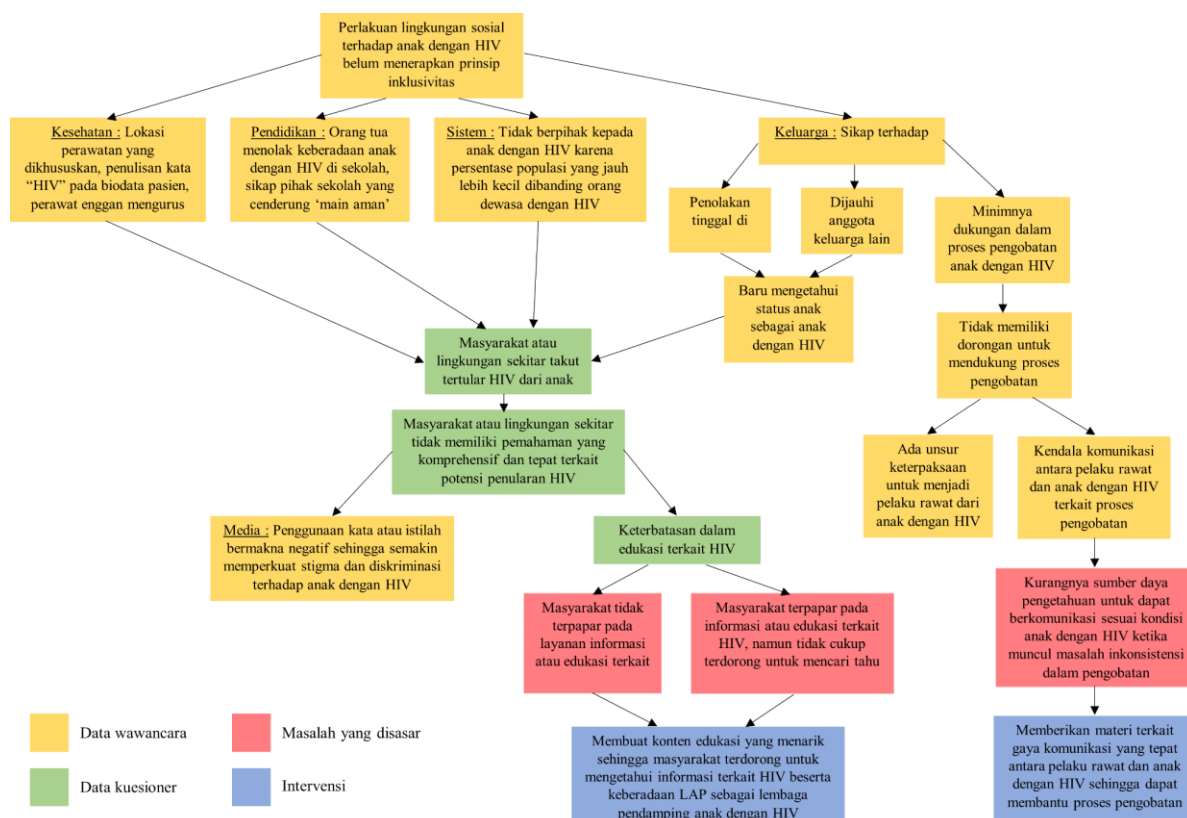 Perlakuan lingkungan sosial
terhadap anak dengan HIV
belum menerapkan prinsip
inklusivitas
Kesehatan : Lokasi
perawatan yang
dikhususkan, penulisan kata
“HIV” pada biodata pasien,
perawat enggan mengurus
Pendidikan : Orang tua
menolak keberadaan anak
dengan HIV di sekolah,
sikap pihak sekolah yang
cenderung ‘main aman’
Sistem : Tidak berpihak kepada
anak dengan HIV karena
persentase populasi yang jauh
lebih kecil dibanding orang
dewasa dengan HIV
Keluarga : Sikap terhadap
Penolakan
tinggal di
Dijauhi
anggota
keluarga lain
Minimnya
dukungan dalam
proses pengobatan
anak dengan HIV
Baru mengetahui
status anak
sebagai anak
dengan HIV
Tidak memiliki
dorongan untuk
mendukung proses
pengobatan
Masyarakat atau
lingkungan sekitar takut
tertular HIV dari anak
Masyarakat atau lingkungan sekitar
tidak memiliki pemahaman yang
komprehensif dan tepat terkait
potensi penularan HIV
Ada unsur
keterpaksaan
untuk menjadi
pelaku rawat dari
anak dengan HIV
Kendala komunikasi
antara pelaku rawat
dan anak dengan HIV
terkait proses
pengobatan
Media : Penggunaan kata atau istilah
bermakna negatif sehingga semakin
memperkuat stigma dan diskriminasi
terhadap anak dengan HIV
Keterbatasan dalam
edukasi terkait HIV
Masyarakat tidak
terpapar pada
layanan informasi
atau edukasi terkait
Masyarakat terpapar pada
informasi atau edukasi terkait
HIV, namun tidak cukup
terdorong untuk mencari tahu
Kurangnya sumber daya
pengetahuan untuk dapat
berkomunikasi sesuai kondisi
anak dengan HIV ketika
muncul masalah inkonsistensi
dalam pengobatan
Membuat konten edukasi yang menarik
sehingga masyarakat terdorong untuk
mengetahui informasi terkait HIV beserta
keberadaan LAP sebagai lembaga
pendamping anak dengan HIV
Memberikan materi terkait
gaya komunikasi yang tepat
antara pelaku rawat dan anak
dengan HIV sehingga dapat
membantu proses pengobatan
Data wawancara
Masalah yang disasar
Data kuesioner
Intervensi